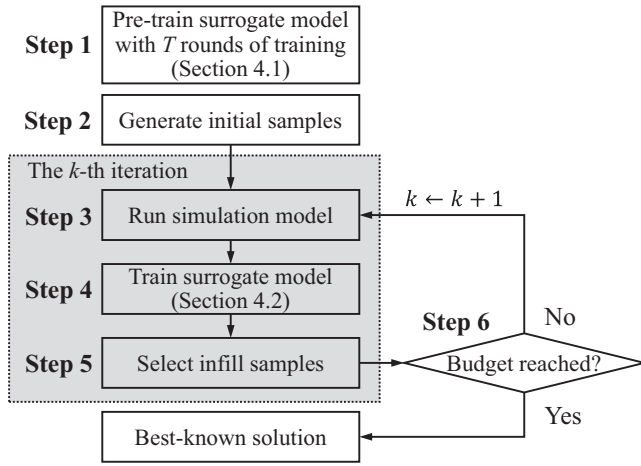 Step 1
Pre-train surrogate model
with T rounds of training
(Section 4.1)
Step 2
Generate initial samples
The k-th iteration
Step 3
Run simulation model
k ← k + 1
Step 4
Train surrogate model
(Section 4.2)
Step 5
Select infill samples
Step 6
No
Budget reached?
Yes
Best-known solution